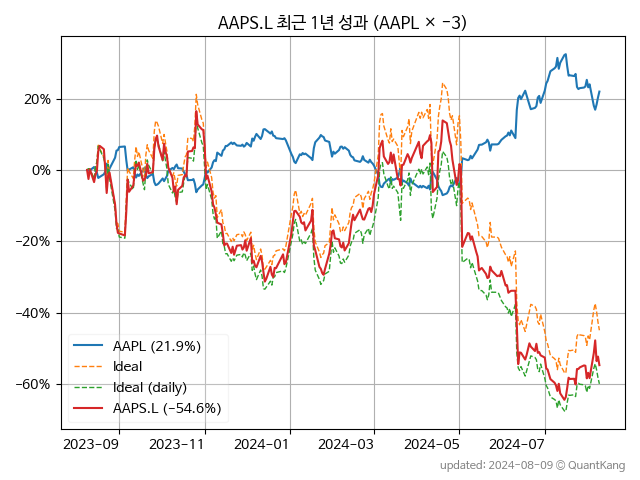 AAPS.L 최근 1년 성과 (AAPL × -3)
20%
0%
−20%
−40%
−60%
AAPL (21.9%)
Ideal
Ideal (daily)
AAPS.L (−54.6%)
2023-09 2023-11 2024-01 2024-03 2024-05 2024-07
updated: 2024-08-09 © QuantKang